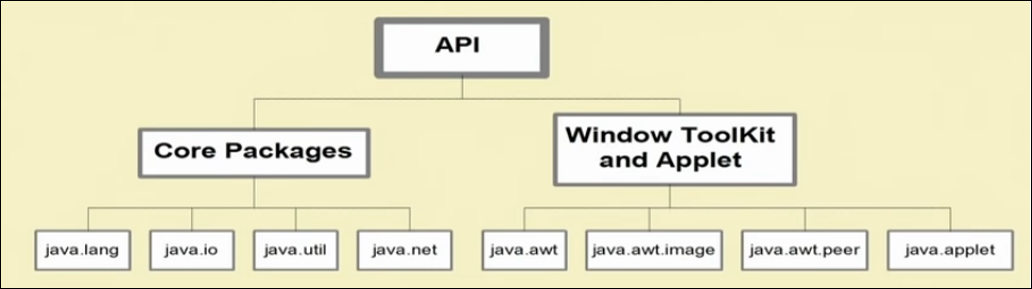 API
Core Packages
Window ToolKit
and Applet
java.lang
java.io
java.util
java.net
java.awt
java.awt.image
java.awt.peer
java.applet